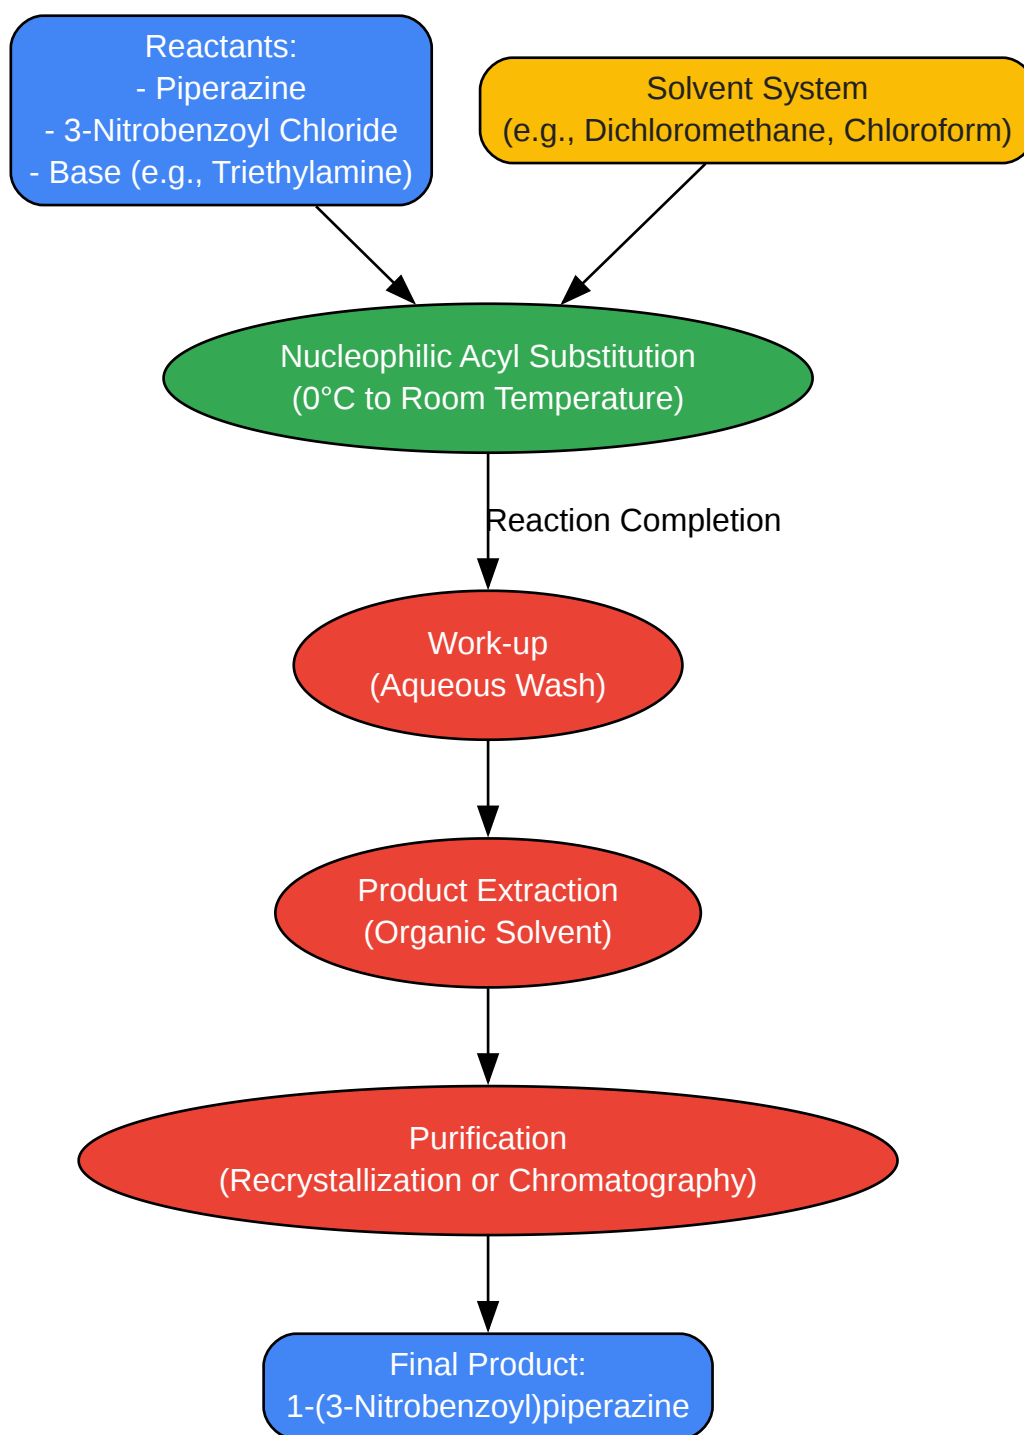 Reactants:
- Piperazine
- 3-Nitrobenzoyl Chloride
- Base (e.g., Triethylamine)
Solvent System
(e.g., Dichloromethane, Chloroform)
Nucleophilic Acyl Substitution
(0°C to Room Temperature)
Reaction Completion
Work-up
(Aqueous Wash)
Product Extraction
(Organic Solvent)
Purification
(Recrystallization or Chromatography)
Final Product:
1-(3-Nitrobenzoyl)piperazine